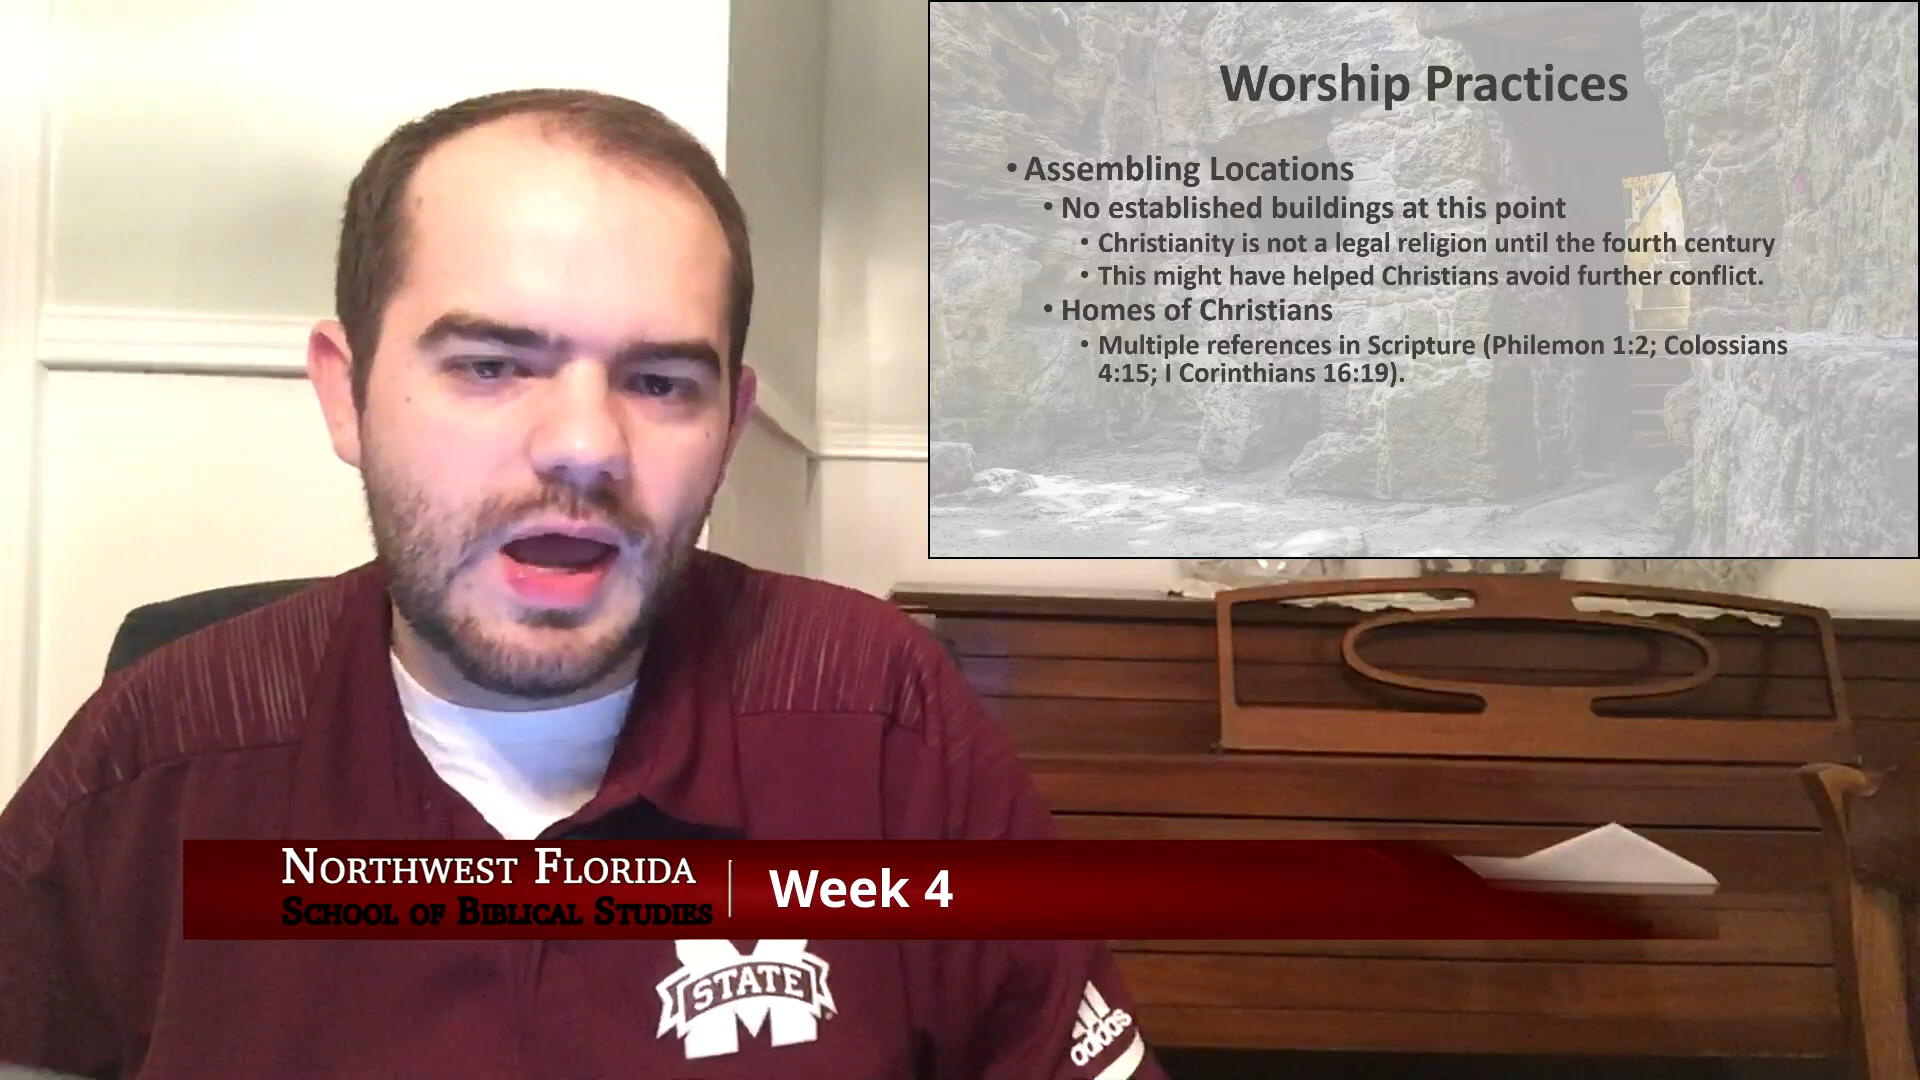 Worship Practices
• Assembling Locations
• No established buildings at this point
• Christianity is not a legal religion until the fourth century
• This might have helped Christians avoid further conflict.
• Homes of Christians
• Multiple references in Scripture (Philemon 1:2; Colossians
4:15; I Corinthians 16:19).
Northwest Florida
School of Biblical Studies
Week 4
STATE
adidas